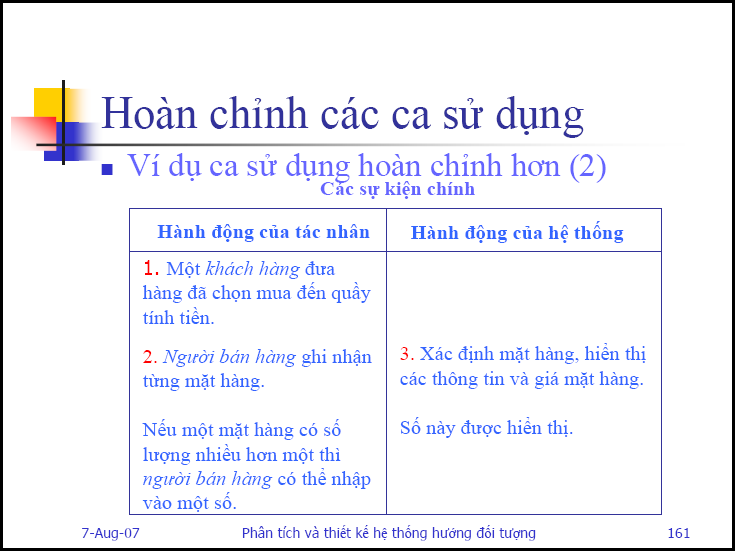 Hoàn chỉnh các ca sử dụng
Ví dụ ca sử dụng hoàn chỉnh hơn (2)
Các sự kiện chính
Hành động của tác nhân
Hành động của hệ thống
1. Một khách hàng đưa
hàng đã chọn mua đến quầy
tính tiền.
2. Người bán hàng ghi nhận
từng mặt hàng.
Nếu một mặt hàng có số
lượng nhiều hơn một thì
người bán hàng có thể nhập
vào một số.
3. Xác định mặt hàng, hiển thị
các thông tin và giá mặt hàng.
Số này được hiển thị.
7-Aug-07
Phân tích và thiết kế hệ thống hướng đối tượng
161